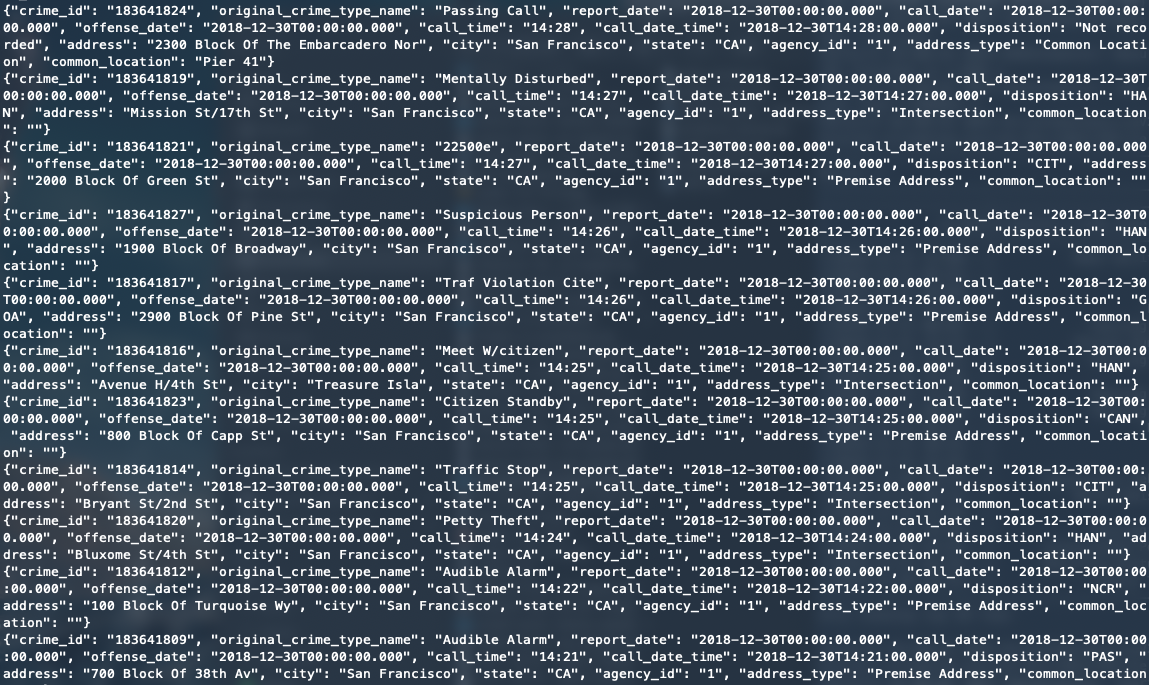 {"crime_id": "183641824", "original_crime_type_name": "Passing Call", "report_date": "2018-12-30T00:00:00.000", "call_date": "2018-12-30T00:00:
00.000", "offense_date": "2018-12-30T00:00:00.000", "call_time": "14:28", "call_date_time": "2018-12-30T14:28:00.000", "disposition": "Not reco
rded", "address": "2300 Block Of The Embarcadero Nor", "city": "San Francisco", "state": "CA", "agency_id": "1", "address_type": "Common Locati
on", "common_location": "Pier 41"}
{"crime_id": "183641819", "original_crime_type_name": "Mentally Disturbed", "report_date": "2018-12-30T00:00:00.000", "call_date": "2018-12-30T
00:00:00.000", "offense_date": "2018-12-30T00:00:00.000", "call_time": "14:27", "call_date_time": "2018-12-30T14:27:00.000", "disposition": "HA
N", "address": "Mission St/17th St", "city": "San Francisco", "state": "CA", "agency_id": "1", "address_type": "Intersection", "common_location
": ""}
{"crime_id": "183641821", "original_crime_type_name": "22500e", "report_date": "2018-12-30T00:00:00.000", "call_date": "2018-12-30T00:00:00.000
", "offense_date": "2018-12-30T00:00:00.000", "call_time": "14:27", "call_date_time": "2018-12-30T14:27:00.000", "disposition": "CIT", "address
": "2000 Block Of Green St", "city": "San Francisco", "state": "CA", "agency_id": "1", "address_type": "Premise Address", "common_location": ""
}
{"crime_id": "183641827", "original_crime_type_name": "Suspicious Person", "report_date": "2018-12-30T00:00:00.000", "call_date": "2018-12-30T0
0:00:00.000", "offense_date": "2018-12-30T00:00:00.000", "call_time": "14:26", "call_date_time": "2018-12-30T14:26:00.000", "disposition": "HAN
", "address": "1900 Block Of Broadway", "city": "San Francisco", "state": "CA", "agency_id": "1", "address_type": "Premise Address", "common_lo
cation": ""}
{"crime_id": "183641817", "original_crime_type_name": "Traf Violation Cite", "report_date": "2018-12-30T00:00:00.000", "call_date": "2018-12-30
T00:00:00.000", "offense_date": "2018-12-30T00:00:00.000", "call_time": "14:26", "call_date_time": "2018-12-30T14:26:00.000", "disposition": "G
OA", "address": "2900 Block Of Pine St", "city": "San Francisco", "state": "CA", "agency_id": "1", "address_type": "Premise Address", "common_l
ocation": ""}
{"crime_id": "183641816", "original_crime_type_name": "Meet W/citizen", "report_date": "2018-12-30T00:00:00.000", "call_date": "2018-12-30T00:0
0:00.000", "offense_date": "2018-12-30T00:00:00.000", "call_time": "14:25", "call_date_time": "2018-12-30T14:25:00.000", "disposition": "HAN", 
"address": "Avenue H/4th St", "city": "Treasure Isla", "state": "CA", "agency_id": "1", "address_type": "Intersection", "common_location": ""}
{"crime_id": "183641823", "original_crime_type_name": "Citizen Standby", "report_date": "2018-12-30T00:00:00.000", "call_date": "2018-12-30T00:
00:00.000", "offense_date": "2018-12-30T00:00:00.000", "call_time": "14:25", "call_date_time": "2018-12-30T14:25:00.000", "disposition": "CAN",
 "address": "800 Block Of Capp St", "city": "San Francisco", "state": "CA", "agency_id": "1", "address_type": "Premise Address", "common_locati
on": ""}
{"crime_id": "183641814", "original_crime_type_name": "Traffic Stop", "report_date": "2018-12-30T00:00:00.000", "call_date": "2018-12-30T00:00:
00.000", "offense_date": "2018-12-30T00:00:00.000", "call_time": "14:25", "call_date_time": "2018-12-30T14:25:00.000", "disposition": "CIT", "a
ddress": "Bryant St/2nd St", "city": "San Francisco", "state": "CA", "agency_id": "1", "address_type": "Intersection", "common_location": ""}
{"crime_id": "183641820", "original_crime_type_name": "Petty Theft", "report_date": "2018-12-30T00:00:00.000", "call_date": "2018-12-30T00:00:0
0.000", "offense_date": "2018-12-30T00:00:00.000", "call_time": "14:24", "call_date_time": "2018-12-30T14:24:00.000", "disposition": "HAN", "ad
dress": "Bluxome St/4th St", "city": "San Francisco", "state": "CA", "agency_id": "1", "address_type": "Intersection", "common_location": ""}
{"crime_id": "183641812", "original_crime_type_name": "Audible Alarm", "report_date": "2018-12-30T00:00:00.000", "call_date": "2018-12-30T00:00
:00.000", "offense_date": "2018-12-30T00:00:00.000", "call_time": "14:22", "call_date_time": "2018-12-30T14:22:00.000", "disposition": "NCR", "
address": "100 Block Of Turquoise Wy", "city": "San Francisco", "state": "CA", "agency_id": "1", "address_type": "Premise Address", "common_loc
ation": ""}
{"crime_id": "183641809", "original_crime_type_name": "Audible Alarm", "report_date": "2018-12-30T00:00:00.000", "call_date": "2018-12-30T00:00
:00.000", "offense_date": "2018-12-30T00:00:00.000", "call_time": "14:21", "call_date_time": "2018-12-30T14:21:00.000", "disposition": "PAS", "
address": "700 Block Of 38th Av", "city": "San Francisco", "state": "CA", "agency_id": "1", "address_type": "Premise Address", "common_location